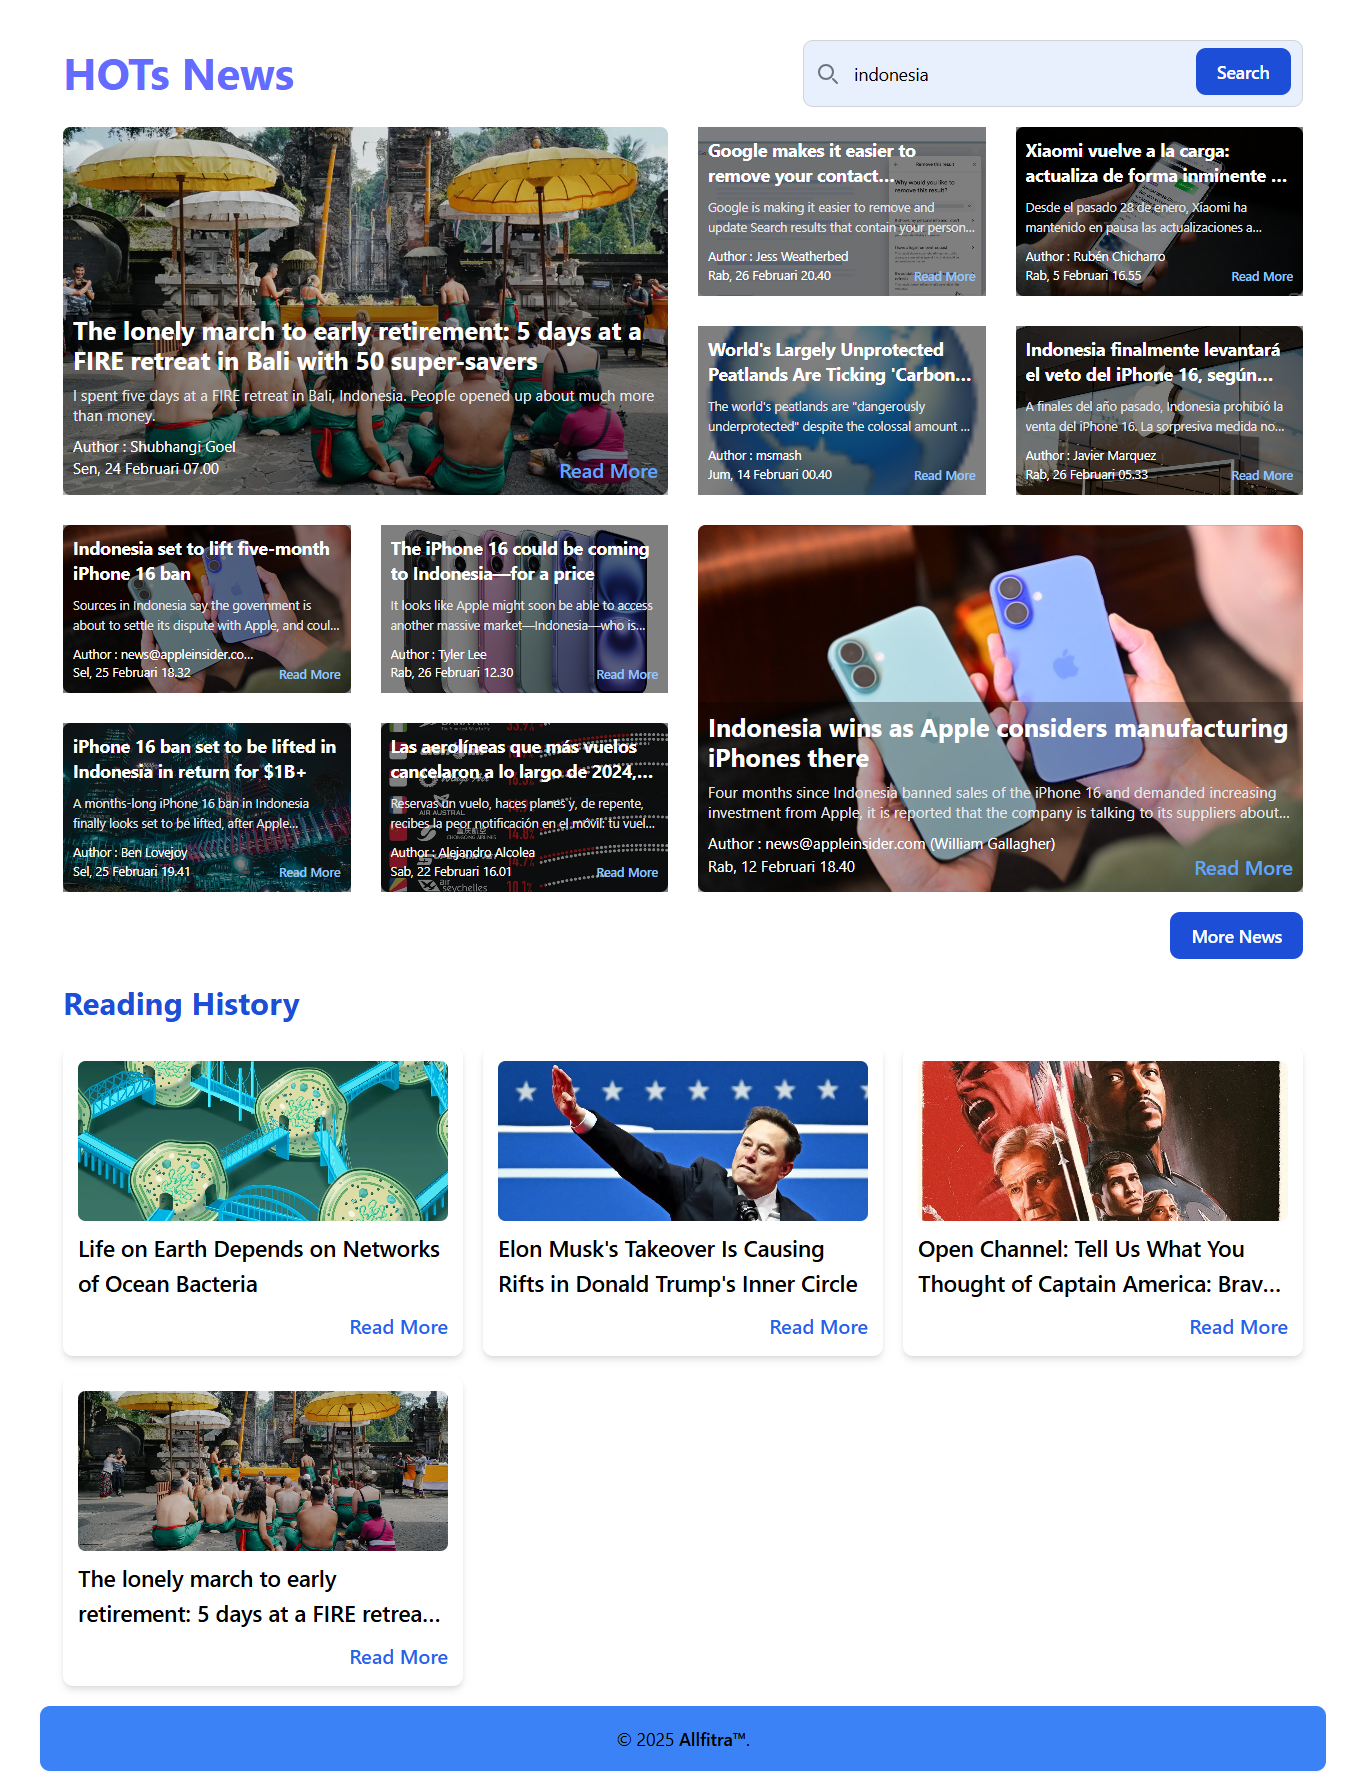 HOTs News
indonesia
Search
The lonely march to early retirement: 5 days at a
FIRE retreat in Bali with 50 super-savers
I spent five days at a FIRE retreat in Bali, Indonesia. People opened up about much more
than money.
Author : Shubhangi Goel
Sen, 24 Februari 07.00
Read More
Google makes it easier to
remove your contact...
Google is making it easier to remove and
update Search results that contain your person...
Author : Jess Weatherbed
Rab, 26 Februari 20.40
Read More
Remove this result
Why would you like to
remove this result?
Xiaomi vuelve a la carga:
actualiza de forma inminente ...
Desde el pasado 28 de enero, Xiaomi ha
mantenido en pausa las actualizaciones a...
Author : Rubén Chicharro
Rab, 5 Februari 16.55
Read More
World's Largely Unprotected
Peatlands Are Ticking 'Carbon...
The world's peatlands are "dangerously
underprotected" despite the colossal amount ...
Author : msmash
Jum, 14 Februari 00.40
Read More
Indonesia finalmente levantará
el veto del iPhone 16, según...
A finales del año pasado, Indonesia prohibió la
venta del iPhone 16. La sorpresiva medida no...
Author : Javier Marquez
Rab, 26 Februari 05.33
Read More
Indonesia set to lift five-month
iPhone 16 ban
Sources in Indonesia say the government is
about to settle its dispute with Apple, and coul...
Author : news@appleinsider.co...
Sel, 25 Februari 18.32
Read More
The iPhone 16 could be coming
to Indonesia—for a price
It looks like Apple might soon be able to access
another massive market—Indonesia—who is...
Author : Tyler Lee
Rab, 26 Februari 12.30
Read More
Indonesia wins as Apple considers manufacturing
iPhones there
Four months since Indonesia banned sales of the iPhone 16 and demanded increasing
investment from Apple, it is reported that the company is talking to its suppliers about...
Author : news@appleinsider.com (William Gallagher)
Rab, 12 Februari 18.40
Read More
iPhone 16 ban set to be lifted in
Indonesia in return for $1B+
A months-long iPhone 16 ban in Indonesia
finally looks set to be lifted, after Apple...
Author : Ben Lovejoy
Sel, 25 Februari 19.41
Read More
Las aerolíneas que más vuelos
cancelaron a lo largo de 2024,...
Reservas un vuelo, haces planes y, de repente,
recibes la peor notificación en el móvil: tu vuel...
Author : Alejandro Alcolea
Sab, 22 Februari 16.01
Read More
AIR AUSTRAL
CHONGQING AIRLINES
14.8%
air
seychelles
10.1%
More News
Reading History
Life on Earth Depends on Networks
of Ocean Bacteria
Read More
Elon Musk's Takeover Is Causing
Rifts in Donald Trump's Inner Circle
Read More
Open Channel: Tell Us What You
Thought of Captain America: Brav...
Read More
The lonely march to early
retirement: 5 days at a FIRE retrea...
Read More
© 2025 Allfitra™.